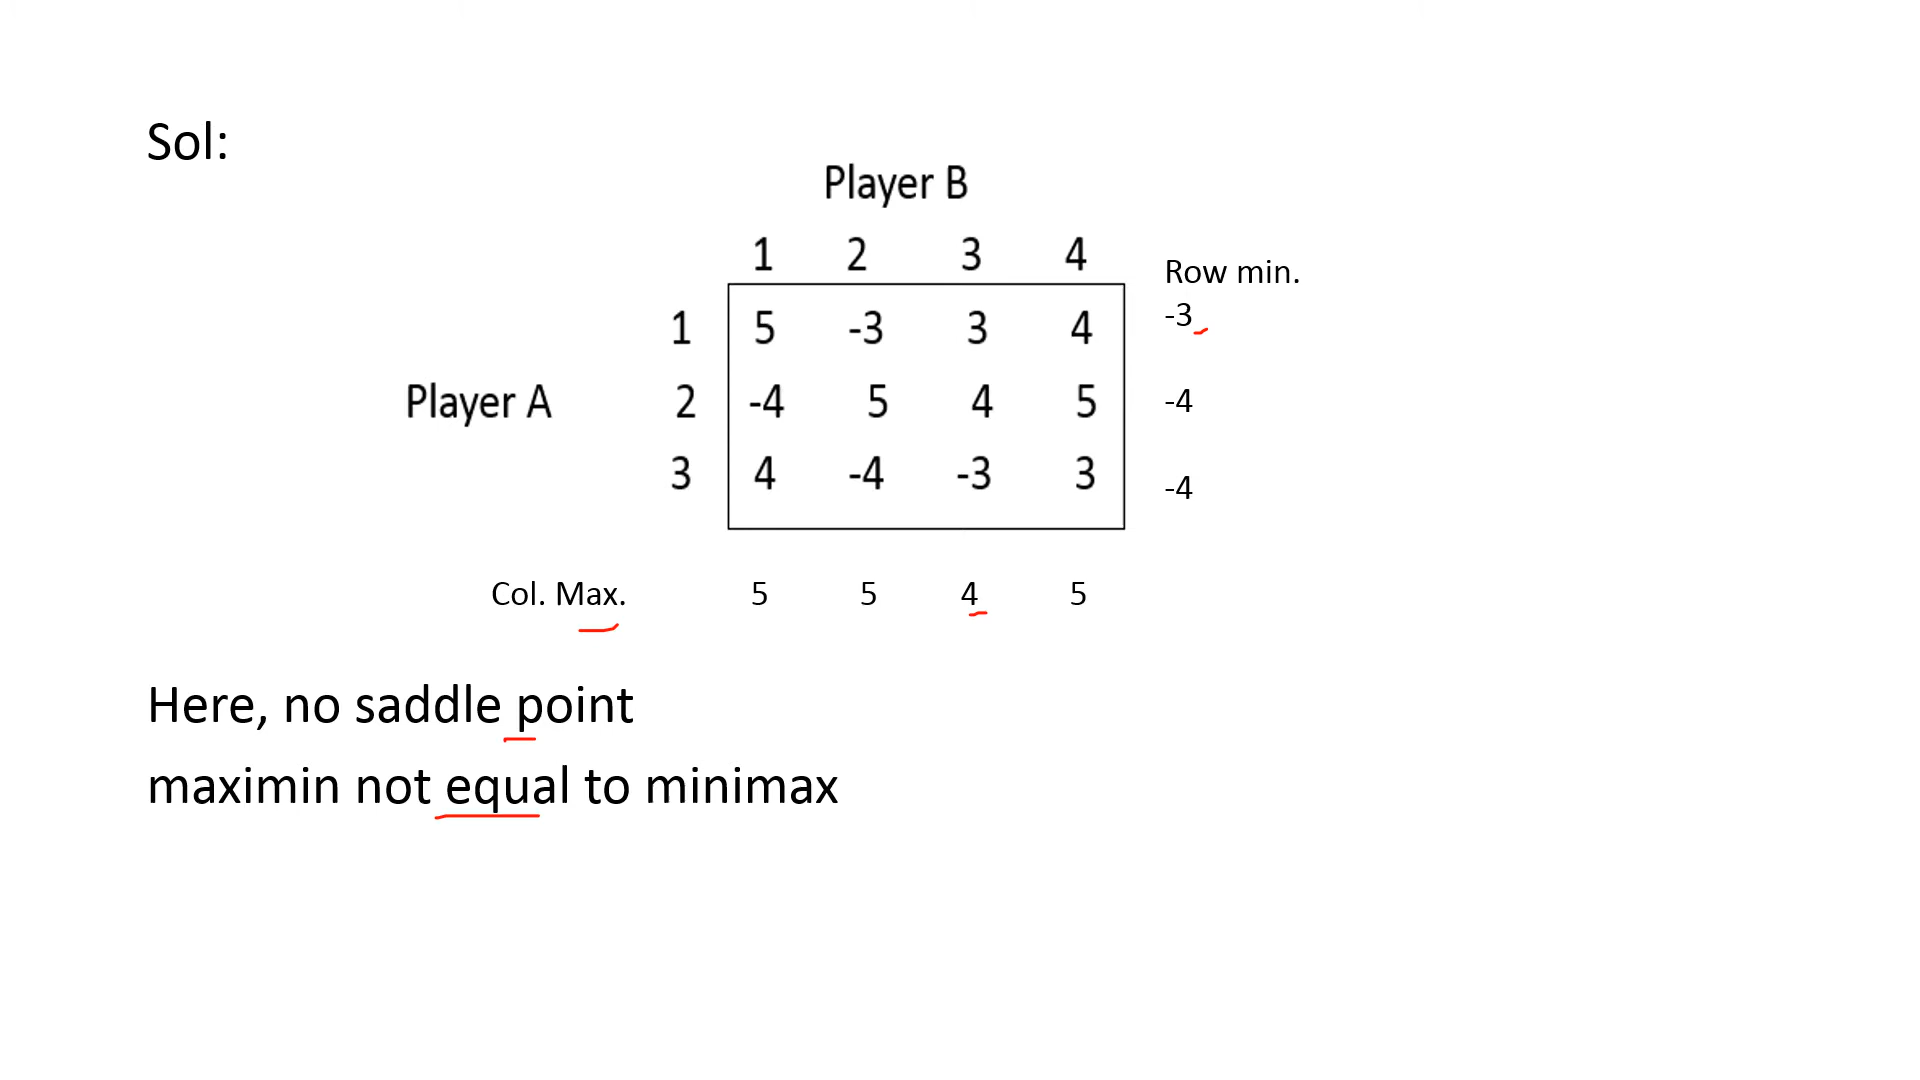 Sol:
Player B
1 2 3 4 Row min.
1 5 -3 3 4 -3
Player A 2 -4 5 4 5 -4
3 4 -4 -3 3 -4
Col. Max. 5 5 4 5
Here, no saddle point
maximin not equal to minimax